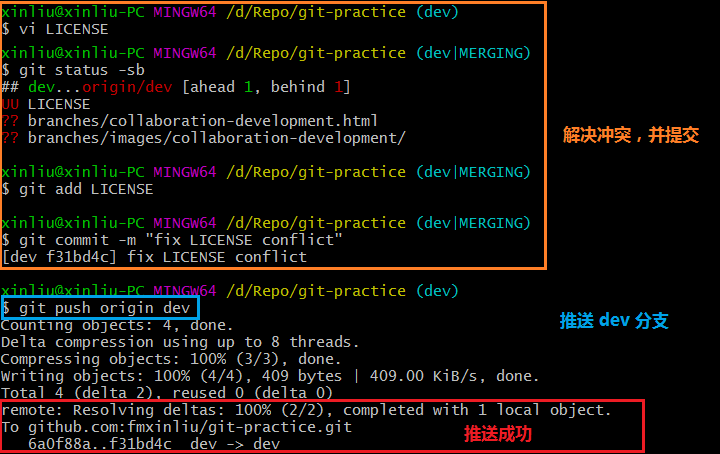 xinliu@xinliu-PC MINGW64 /d/Repo/git-practice (dev)
$ vi LICENSE
xinliu@xinliu-PC MINGW64 /d/Repo/git-practice (dev|MERGING)
$ git status -sb
## dev...origin/dev [ahead 1, behind 1]
UU LICENSE
?? branches/collaboration-development.html
?? branches/images/collaboration-development/
解决冲突，并提交
xinliu@xinliu-PC MINGW64 /d/Repo/git-practice (dev|MERGING)
$ git add LICENSE
xinliu@xinliu-PC MINGW64 /d/Repo/git-practice (dev|MERGING)
$ git commit -m "fix LICENSE conflict"
[dev f31bd4c] fix LICENSE conflict
xinliu@xinliu-PC MINGW64 /d/Repo/git-practice (dev)
$ git push origin dev
推送 dev 分支
Counting objects: 4, done.
Delta compression using up to 8 threads.
Compressing objects: 100% (3/3), done.
Writing objects: 100% (4/4), 409 bytes | 409.00 KiB/s, done.
Total 4 (delta 2), reused 0 (delta 0)
remote: Resolving deltas: 100% (2/2), completed with 1 local object.
To github.com:fmxinliu/git-practice.git
6a0f88a..f31bd4c  dev -> dev
推送成功